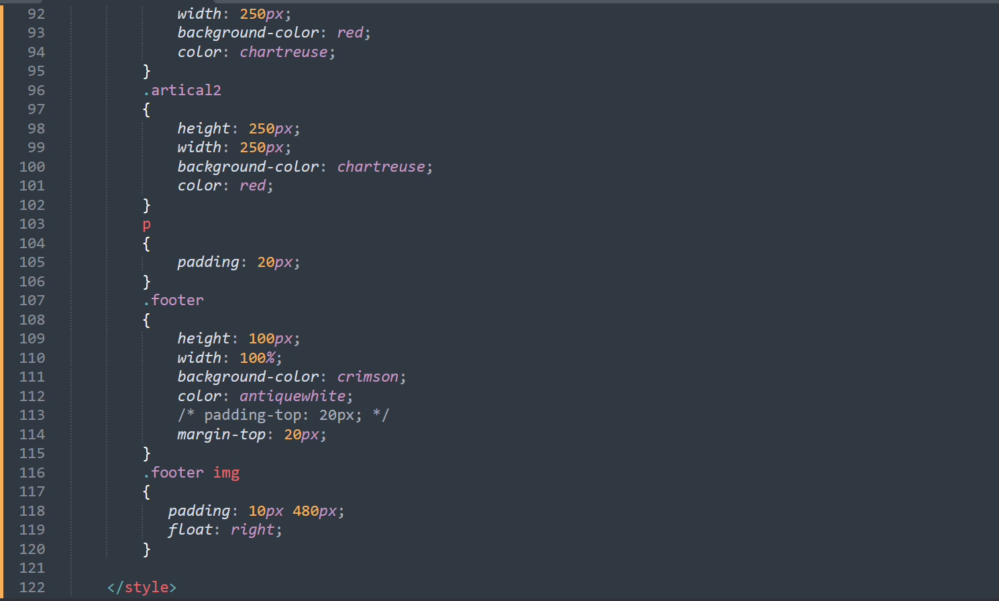 92 width: 250px;
93 background-color: red;
94 color: chartreuse;
95 }
96 .artical2
97 {
98 height: 250px;
99 width: 250px;
100 background-color: chartreuse;
101 color: red;
102 }
103 p
104 {
105 padding: 20px;
106 }
107 .footer
108 {
109 height: 100px;
110 width: 100%;
111 background-color: crimson;
112 color: antiquewhite;
113 /* padding-top: 20px; */
114 margin-top: 20px;
115 }
116 .footer img
117 {
118 padding: 10px 480px;
119 float: right;
120 }
121
122 </style>